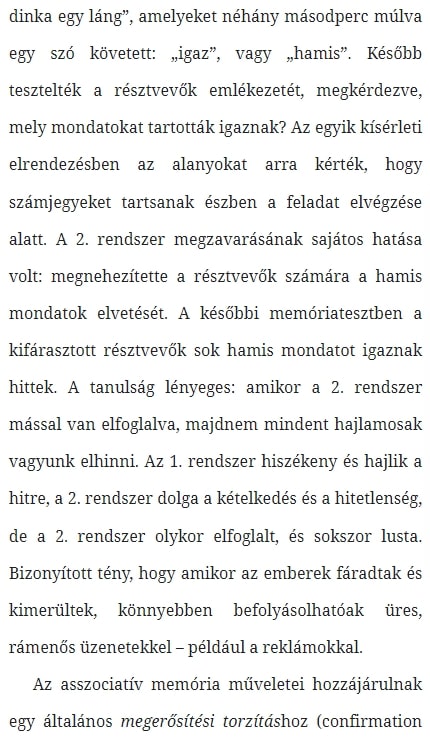 dinka egy láng”, amelyeket néhány másodperc múlva
egy szó követett: „igaz”, vagy „hamis”. Később
tesztelték a résztvevők emlékezetét, megkérdezve,
mely mondatokat tartották igaznak? Az egyik kísérleti
elrendezésben az alanyokat arra kérték, hogy
számjegyeket tartsanak észben a feladat elvégzése
alatt. A 2. rendszer megzavarásának sajátos hatása
volt: megnehezítette a résztvevők számára a hamis
mondatok elvetését. A későbbi memóriatesztben a
kifárasztott résztvevők sok hamis mondatot igaznak
hittek. A tanulság lényeges: amikor a 2. rendszer
mással van elfoglalva, majdnem mindent hajlamosak
vagyunk elhinni. Az 1. rendszer hiszékeny és hajlik a
hitre, a 2. rendszer dolga a kételkedés és a hitetlenség,
de a 2. rendszer olykor elfoglalt, és sokszor lusta.
Bizonyított tény, hogy amikor az emberek fáradtak és
kimerültek, könnyebben befolyásolhatóak üres,
rámenős üzenetekkel – például a reklámokkal.
Az asszociatív memória műveletei hozzájárulnak
egy általános megerősítési torzításhoz (confirmation